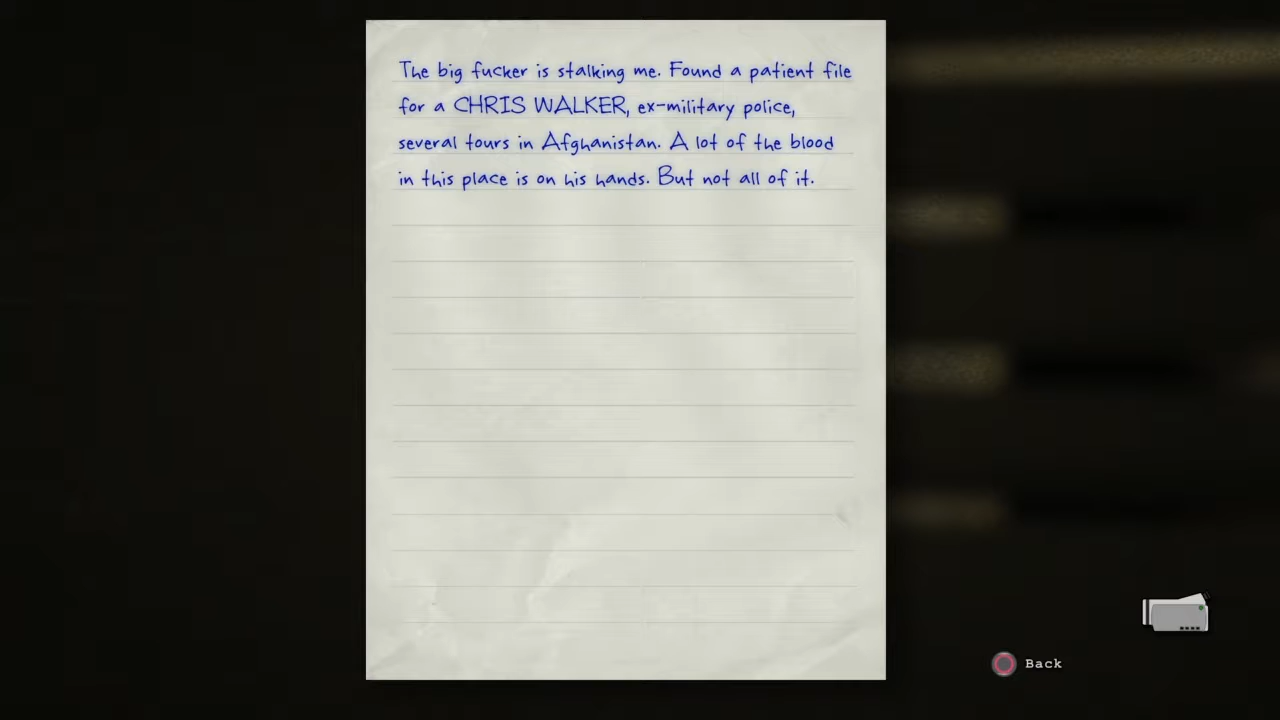 The big fucker is stalking me. Found a patient file
for a CHRIS WALKER, ex-military police,
several tours in Afghanistan. A lot of the blood
in this place is on his hands. But not all of it.
Back